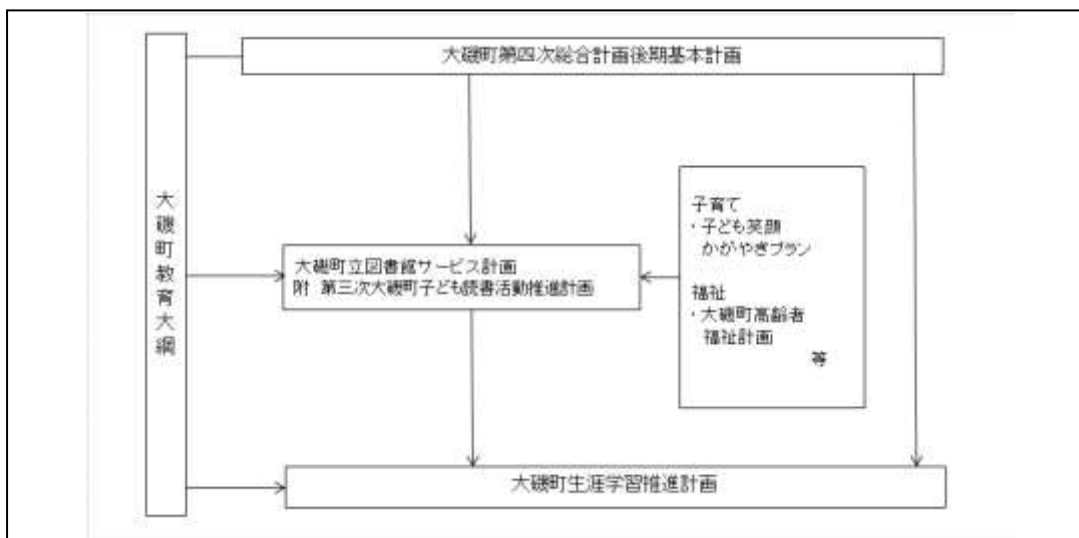 大磯町第四次総合計画後期基本計画
大磯町教育大綱
子育て
・子ども笑顔
かがやきプラン
福祉
・大磯町高齢者
福祉計画
等
大磯町立図書館サービス計画
附 第三次大磯町子ども読書活動推進計画
大磯町生涯学習推進計画